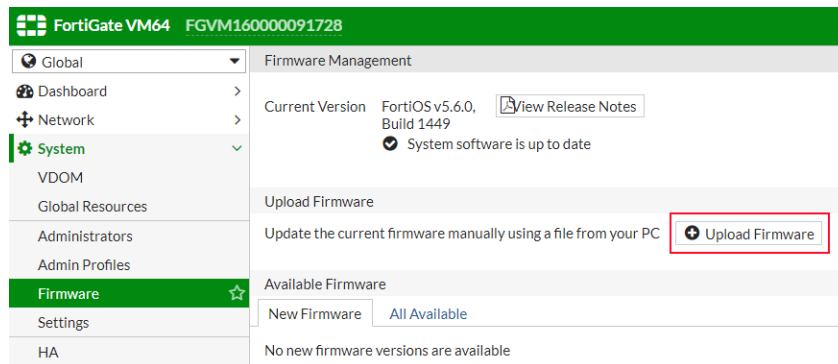 FortiGate VM64 FGVM160000091728
Global
Dashboard
Network
System
VDOM
Global Resources
Administrators
Admin Profiles
Firmware
Settings
HA
Firmware Management
Current Version FortiOS v5.6.0, View Release Notes
Build 1449
System software is up to date
Upload Firmware
Update the current firmware manually using a file from your PC Upload Firmware
Available Firmware
New Firmware All Available
No new firmware versions are available